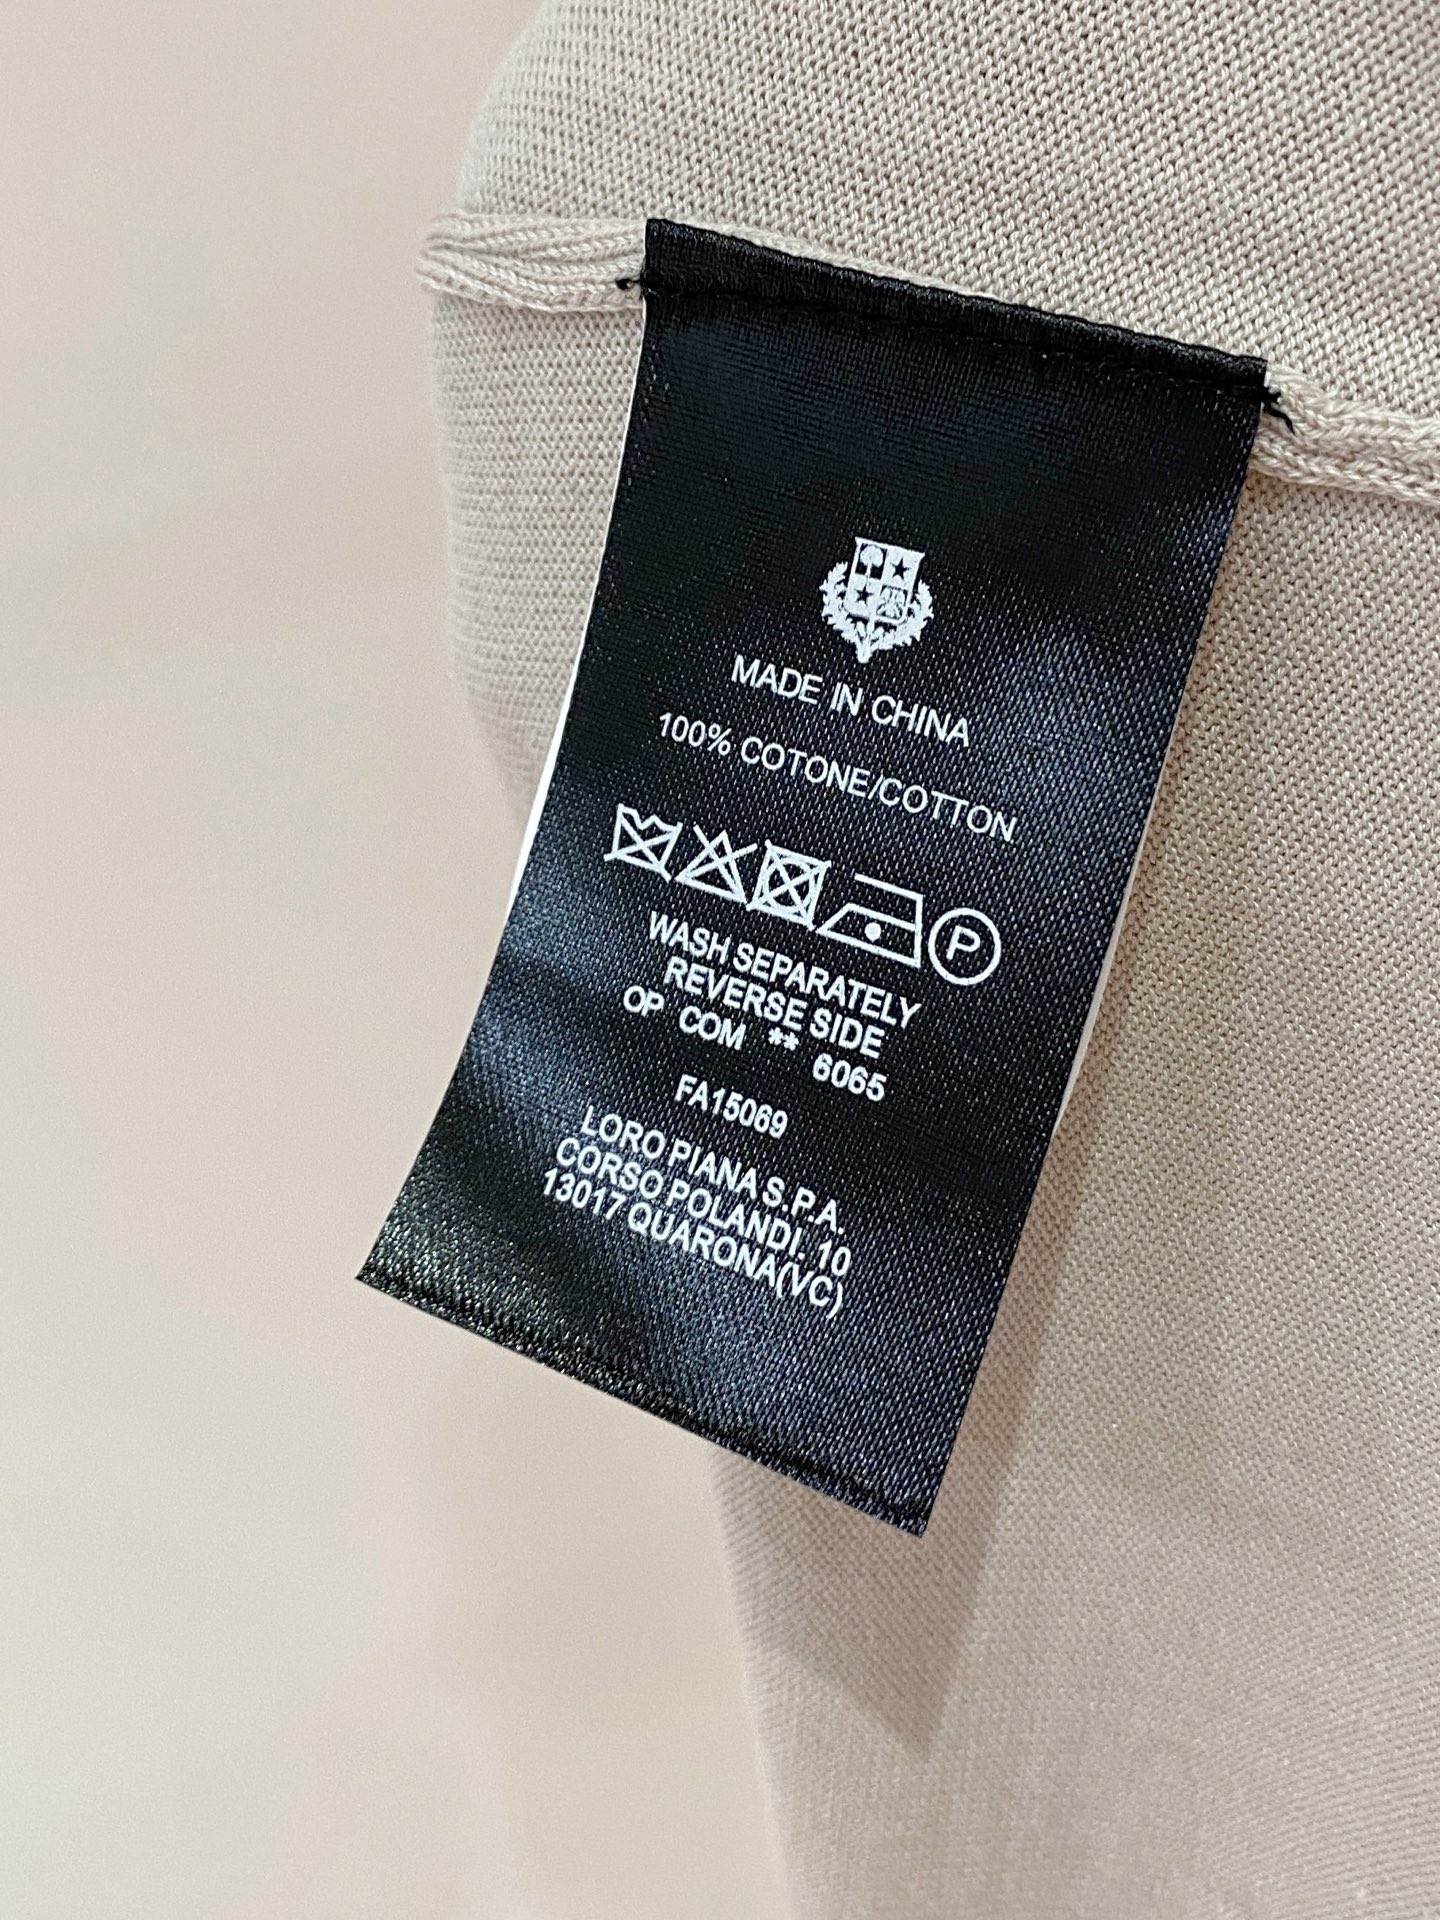 MADE IN CHINA
100% COTONE/COTTON
P
WASH SEPARATELY
REVERSE SIDE
OP COM ** 6065
FA15069
LORO PIANA S.P.A.
CORSO POLANDI. 10
13017 QUARONA(VC)